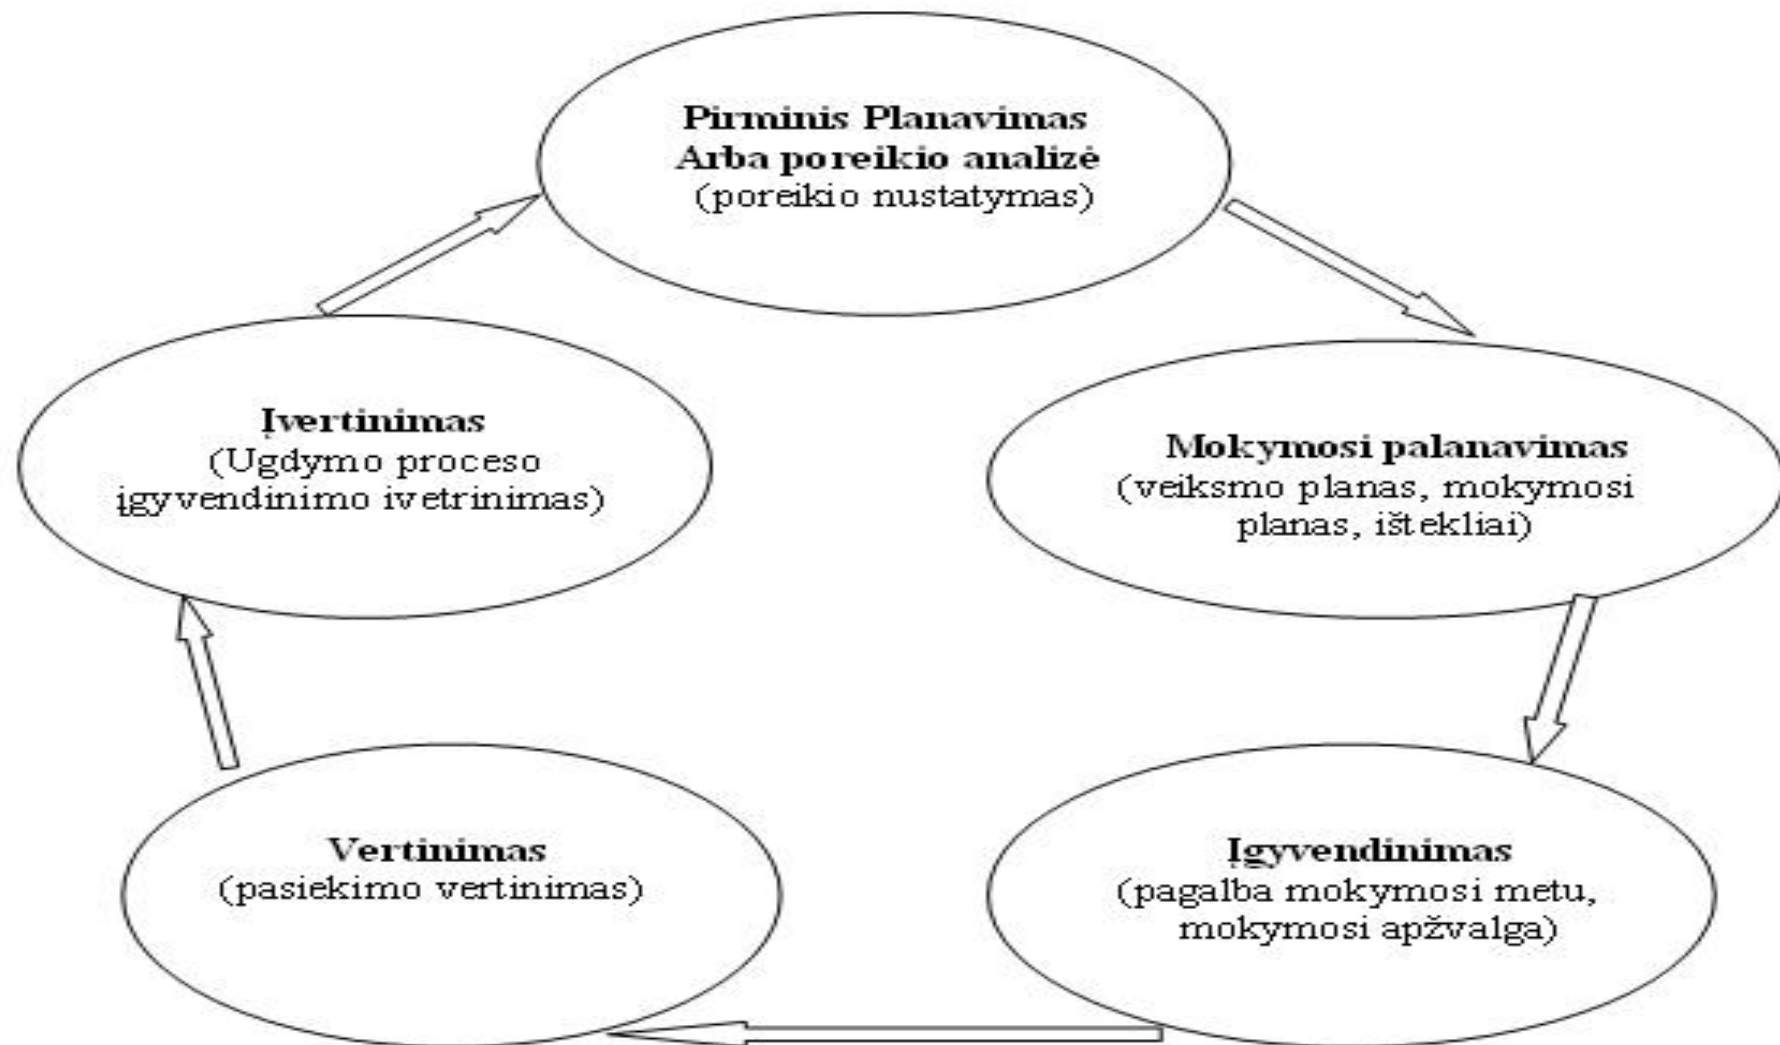 Pirminis Planavimas
Arba poreikio analizė
(poreikio nustatymas)
Įvertinimas
(Ugdymo proceso
įgyvendinimo ivetrinimas)
Mokymosi palanavimas
(veiksmo planas, mokymosi
planas, ištekliai)
Vertinimas
(pasiekimo vertinimas)
Įgyvendinimas
(pagalba mokymosi metu,
mokymosi apžvalga)